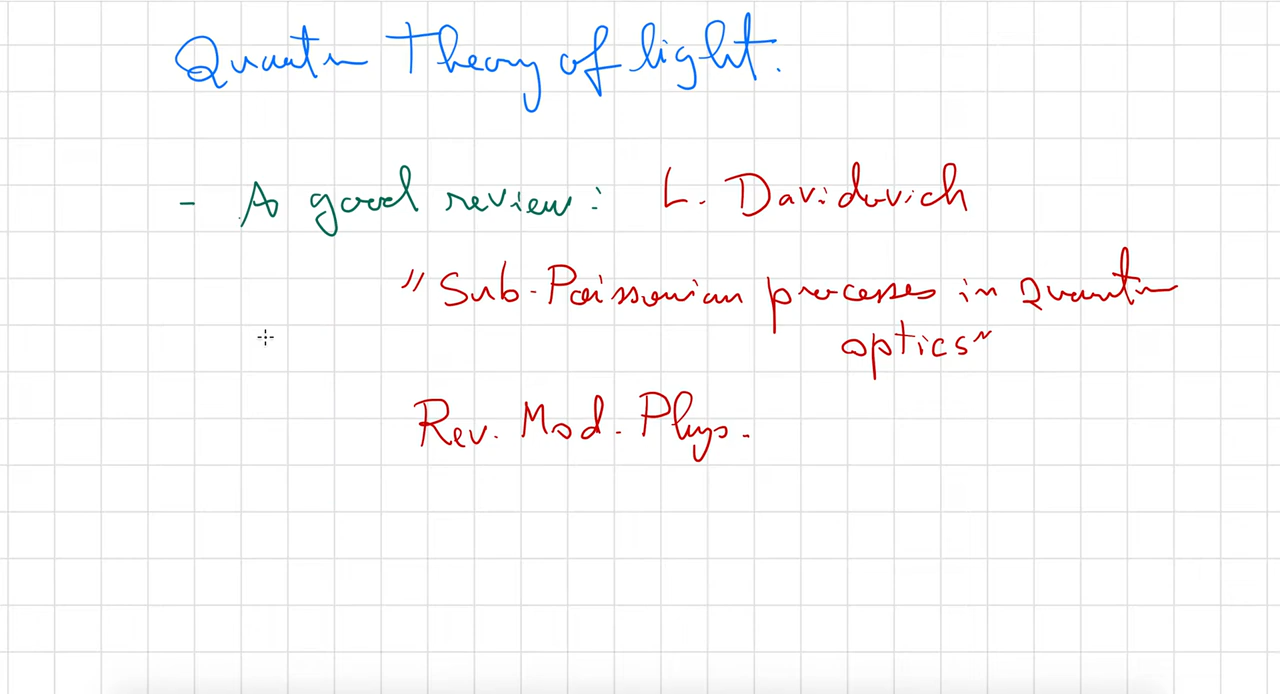 Quantum Theory of light.
- A good review: L. Davidovich
"Sub-Poissonian processes in Quantum
optics"
Rev. Mod. Phys.